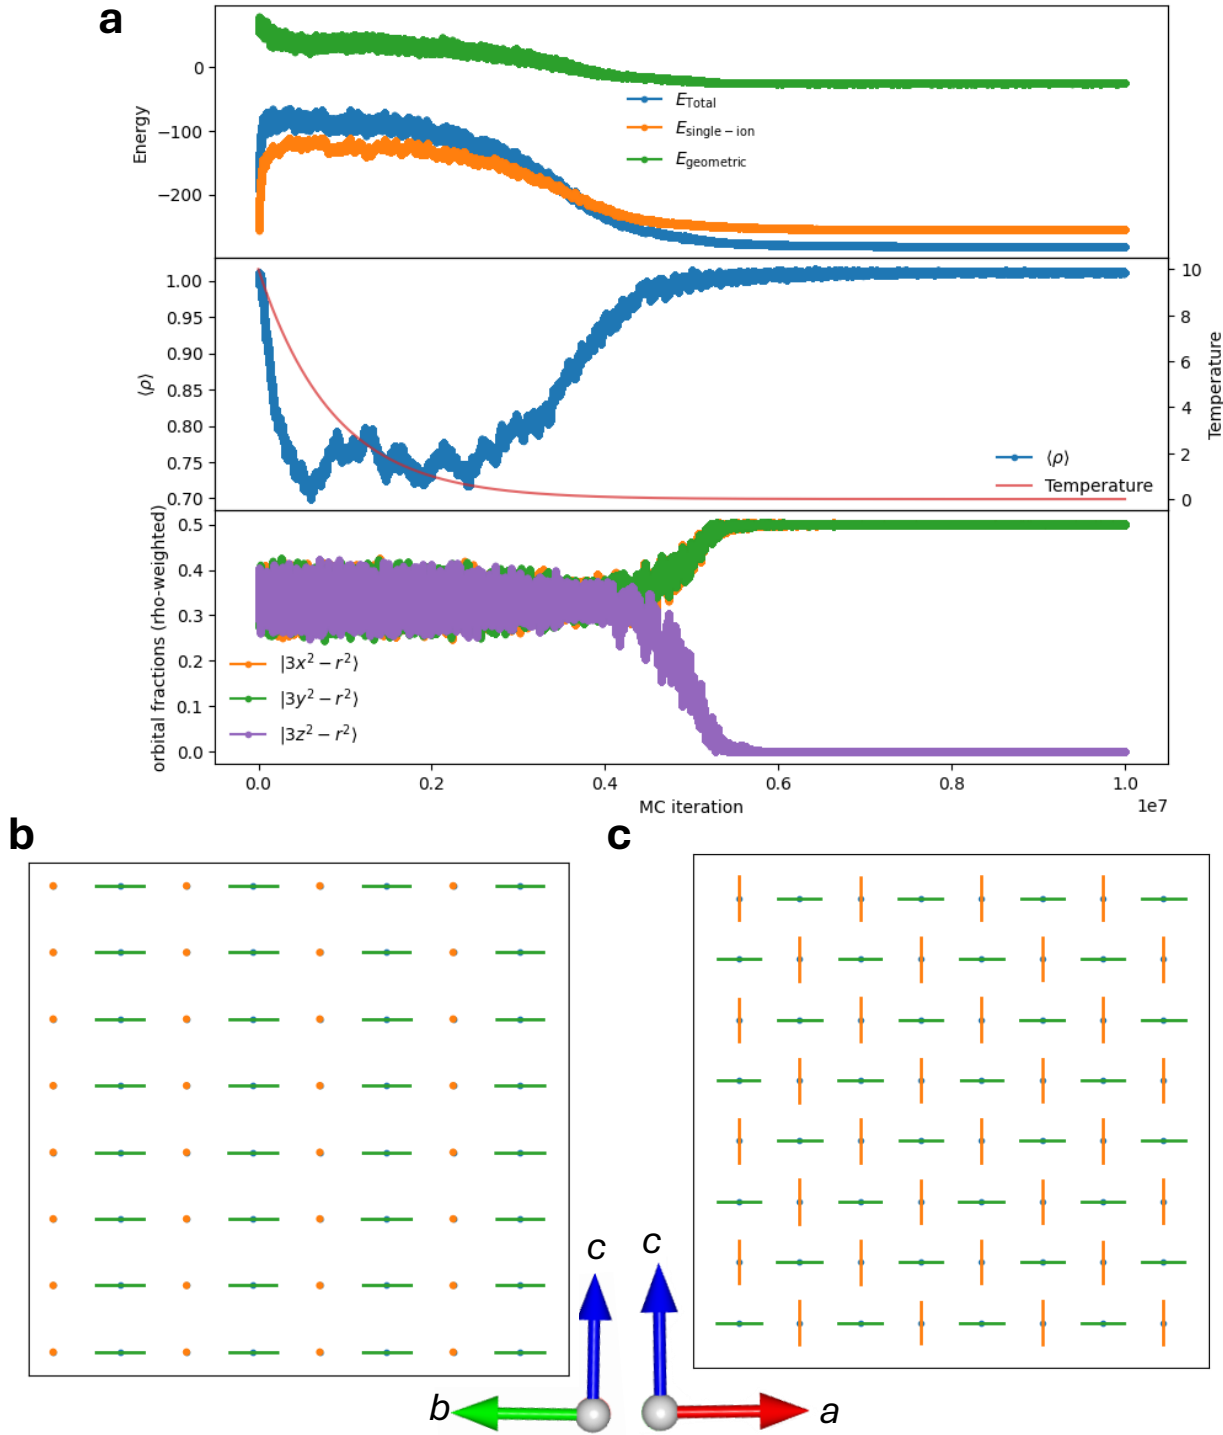 a
0
−100
−200
Energy
E_Total
E_single−ion
E_geometric
1.00
0.95
0.90
0.85
0.80
0.75
0.70
⟨ρ⟩
10
8
6
4
2
0
Temperature
⟨ρ⟩
Temperature
0.5
0.4
0.3
0.2
0.1
0.0
orbital fractions (rho-weighted)
|3x² − r²⟩
|3y² − r²⟩
|3z² − r²⟩
0.0 0.2 0.4 0.6 0.8 1.0
MC iteration
1e7
b
c
c
c
b
a